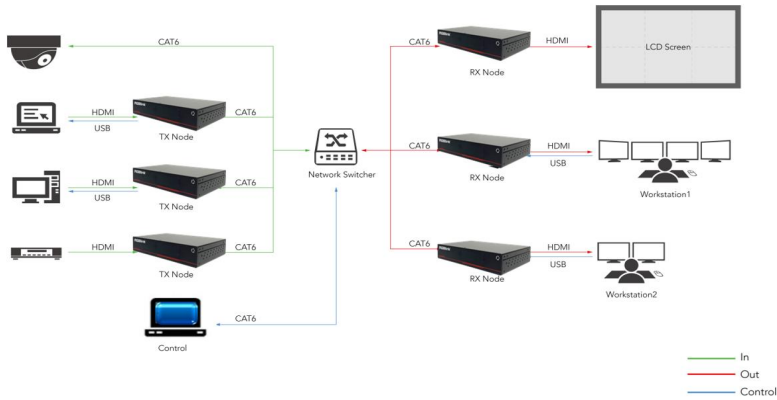 CAT6
CAT6
HDMI
LCD Screen
RX Node
HDMI
USB
CAT6
TX Node
CAT6
HDMI
USB
Network Switcher
RX Node
Workstation1
HDMI
USB
CAT6
TX Node
HDMI
CAT6
TX Node
CAT6
HDMI
USB
RX Node
Workstation2
CAT6
Control
In
Out
Control